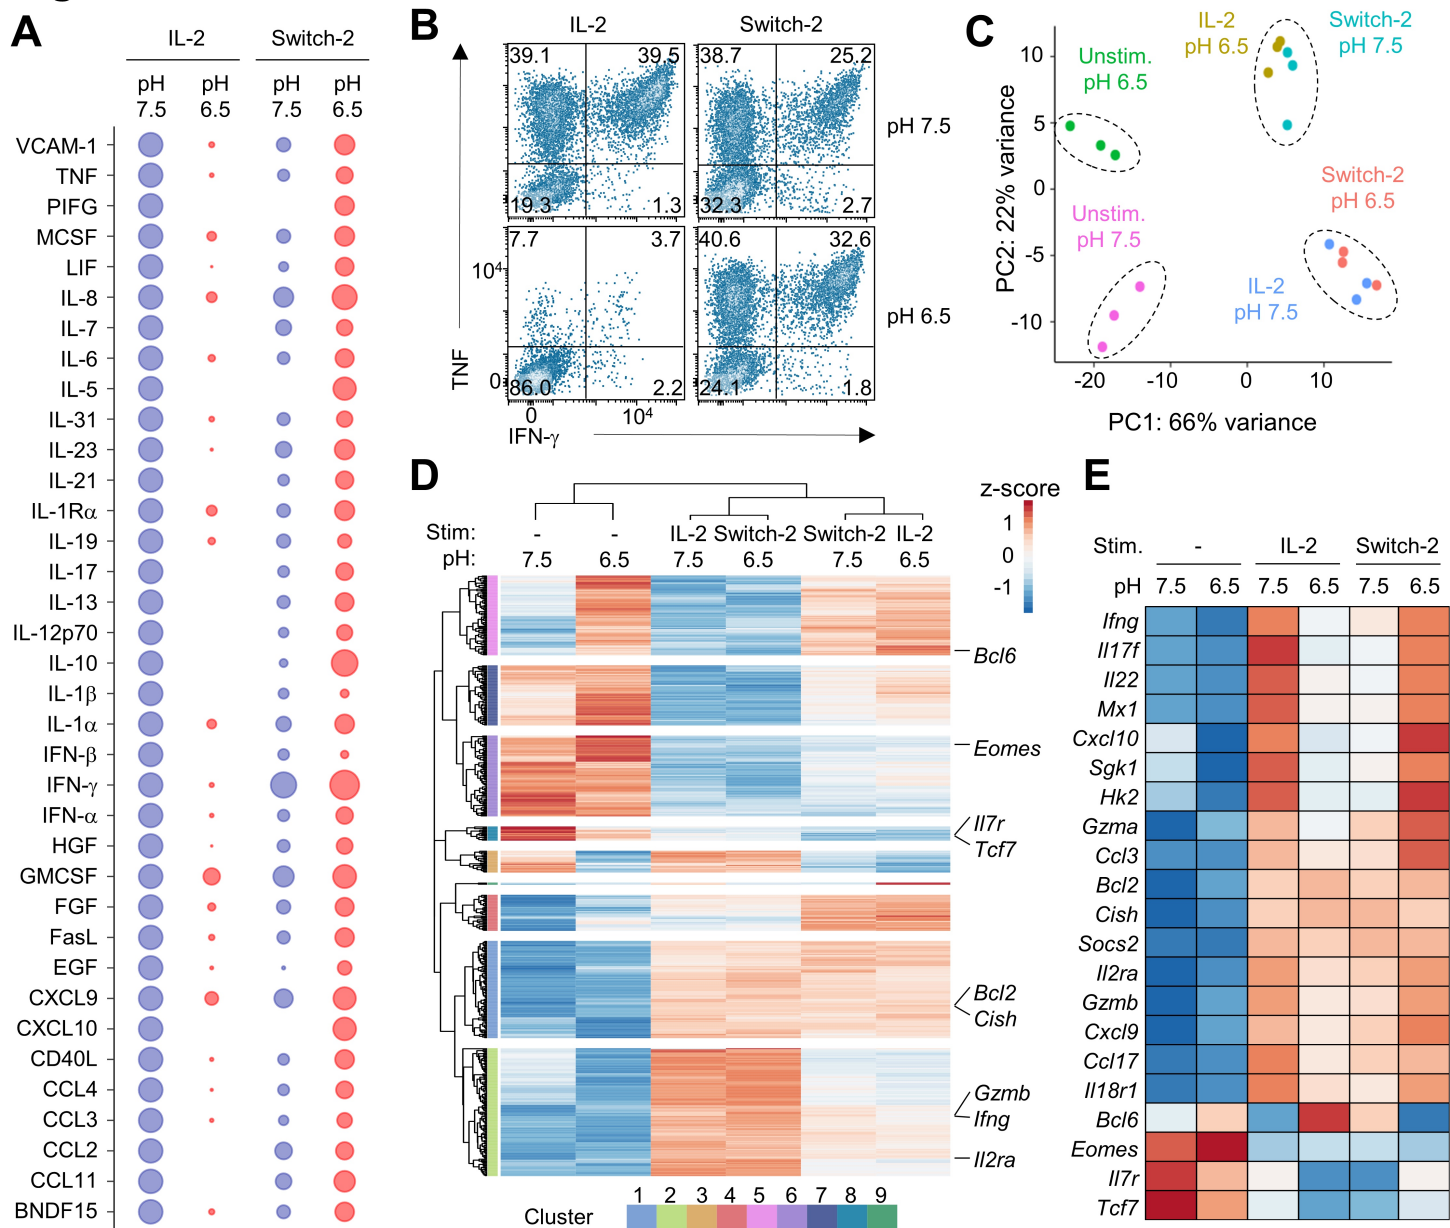 A
IL-2 Switch-2
pH pH pH pH
7.5 6.5 7.5 6.5
VCAM-1
TNF
PIFG
MCSF
LIF
IL-8
IL-7
IL-6
IL-5
IL-31
IL-23
IL-21
IL-1Rα
IL-19
IL-17
IL-13
IL-12p70
IL-10
IL-1β
IL-1α
IFN-β
IFN-γ
IFN-α
HGF
GMCSF
FGF
FasL
EGF
CXCL9
CXCL10
CD40L
CCL4
CCL3
CCL2
CCL11
BNDF15
B
IL-2 Switch-2
39.1 39.5 38.7 25.2
pH 7.5
19.3 1.3 32.3 2.7
7.7 3.7 40.6 32.6
10⁴
pH 6.5
TNF
0
86.0 2.2 24.1 1.8
0 10⁴
IFN-γ
C
IL-2
pH 6.5
Switch-2
pH 7.5
Unstim.
pH 6.5
Switch-2
pH 6.5
Unstim.
pH 7.5
IL-2
pH 7.5
10
5
0
-5
-10
PC2: 22% variance
-20 -10 0 10
PC1: 66% variance
D
z-score
1
0
-1
Stim: - - IL-2 Switch-2 Switch-2 IL-2
pH: 7.5 6.5 7.5 6.5 7.5 6.5
Bcl6
Eomes
Il7r
Tcf7
Bcl2
Cish
Gzmb
Ifng
Il2ra
1 2 3 4 5 6 7 8 9
Cluster
E
Stim. - IL-2 Switch-2
pH 7.5 6.5 7.5 6.5 7.5 6.5
Ifng
Il17f
Il22
Mx1
Cxcl10
Sgk1
Hk2
Gzma
Ccl3
Bcl2
Cish
Socs2
Il2ra
Gzmb
Cxcl9
Ccl17
Il18r1
Bcl6
Eomes
Il7r
Tcf7